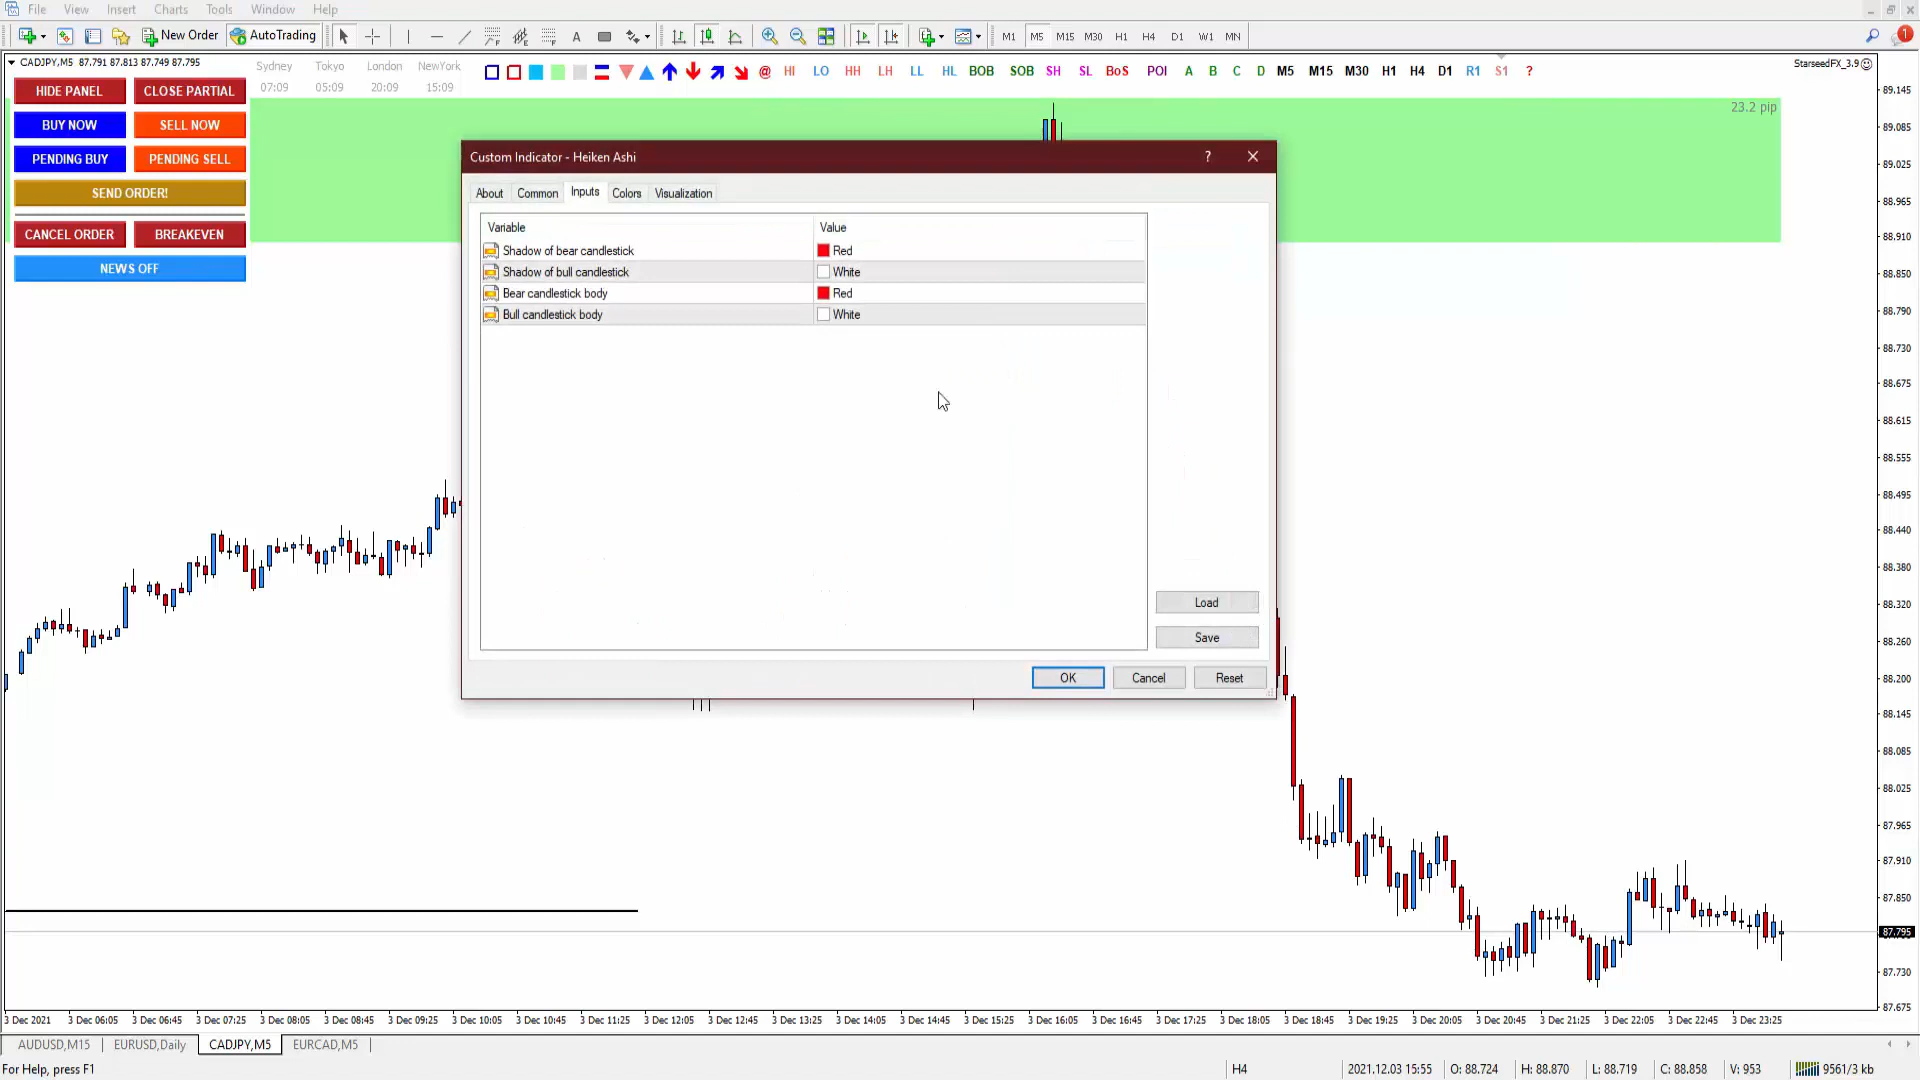 File View Insert Charts Tools Window Help
New Order AutoTrading A M1 M5 M15 M30 H1 H4 D1 W1 MN 1
CADJPY,M5 87.791 87.813 87.749 87.795
Sydney Tokyo London NewYork
07:09 05:09 20:09 15:09
@ HI LO HH LH LL HL BOB SOB SH SL BoS POI A B C D M5 M15 M30 H1 H4 D1 R1 S1 ?
StarseedFX_3.9
HIDE PANEL CLOSE PARTIAL
BUY NOW SELL NOW
PENDING BUY PENDING SELL
SEND ORDER!
CANCEL ORDER BREAKEVEN
NEWS OFF
23.2 pip
Custom Indicator - Heiken Ashi ?
About Common Inputs Colors Visualization
Variable Value
Shadow of bear candlestick Red
Shadow of bull candlestick White
Bear candlestick body Red
Bull candlestick body White
Load
Save
OK Cancel Reset
89.145
89.085
89.025
88.965
88.910
88.850
88.790
88.730
88.675
88.615
88.555
88.495
88.440
88.380
88.320
88.260
88.200
88.145
88.085
88.025
87.965
87.910
87.850
87.795
87.730
87.675
3 Dec 2021 3 Dec 06:05 3 Dec 06:45 3 Dec 07:25 3 Dec 08:05 3 Dec 08:45 3 Dec 09:25 3 Dec 10:05 3 Dec 10:45 3 Dec 11:25 3 Dec 12:05 3 Dec 12:45 3 Dec 13:25 3 Dec 14:05 3 Dec 14:45 3 Dec 15:25 3 Dec 16:05 3 Dec 16:45 3 Dec 17:25 3 Dec 18:05 3 Dec 18:45 3 Dec 19:25 3 Dec 20:05 3 Dec 20:45 3 Dec 21:25 3 Dec 22:05 3 Dec 22:45 3 Dec 23:25
AUDUSD,M15 EURUSD,Daily CADJPY,M5 EURCAD,M5
For Help, press F1 H4 2021.12.03 15:55 O: 88.724 H: 88.870 L: 88.719 C: 88.858 V: 953 9561/3 kb